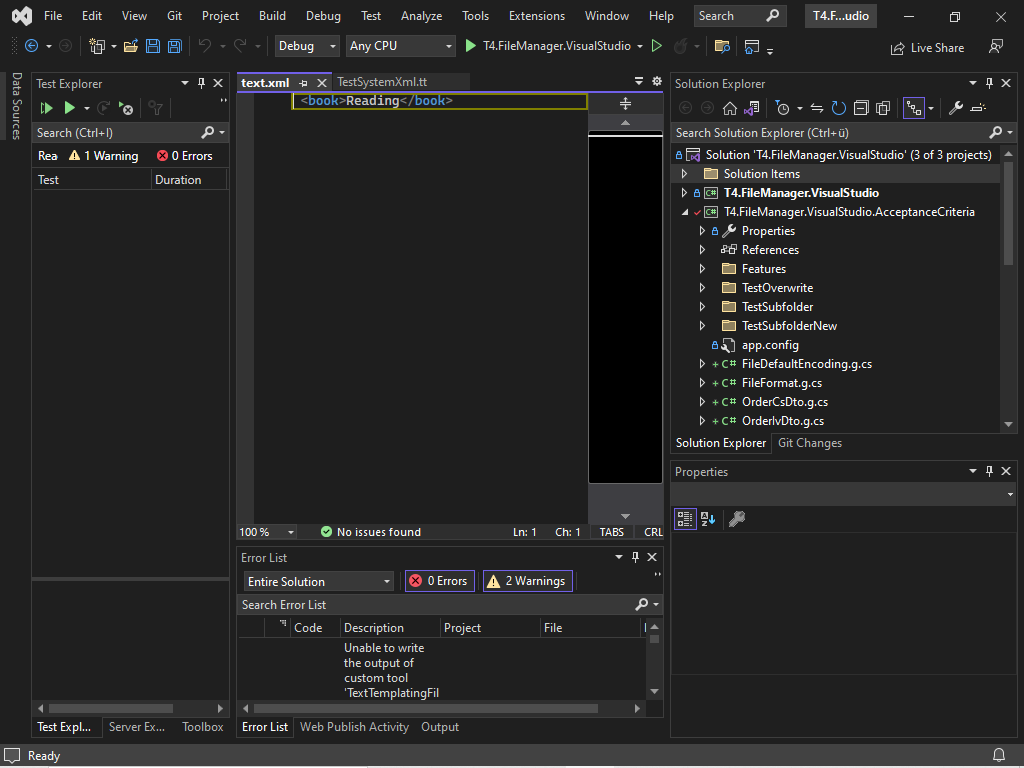 File Edit View Git Project Build Debug Test Analyze Tools Extensions Window Help Search T4.F...udio
Debug Any CPU T4.FileManager.VisualStudio Live Share
Data Sources
Test Explorer
Search (Ctrl+I)
Rea 1 Warning 0 Errors
Test Duration
text.xml TestSystemXml.tt
<book>Reading</book>
100 % No issues found Ln: 1 Ch: 1 TABS CRL
Error List
Entire Solution 0 Errors 2 Warnings
Search Error List
Code Description Project File
Unable to write
the output of
custom tool
'TextTemplatingFil
Test Expl... Server Ex... Toolbox
Error List Web Publish Activity Output
Solution Explorer
Search Solution Explorer (Ctrl+ü)
Solution 'T4.FileManager.VisualStudio' (3 of 3 projects)
Solution Items
T4.FileManager.VisualStudio
T4.FileManager.VisualStudio.AcceptanceCriteria
Properties
References
Features
TestOverwrite
TestSubfolder
TestSubfolderNew
app.config
+ C# FileDefaultEncoding.g.cs
+ C# FileFormat.g.cs
+ C# OrderCsDto.g.cs
+ C# OrderlvDto.g.cs
Solution Explorer Git Changes
Properties
Ready